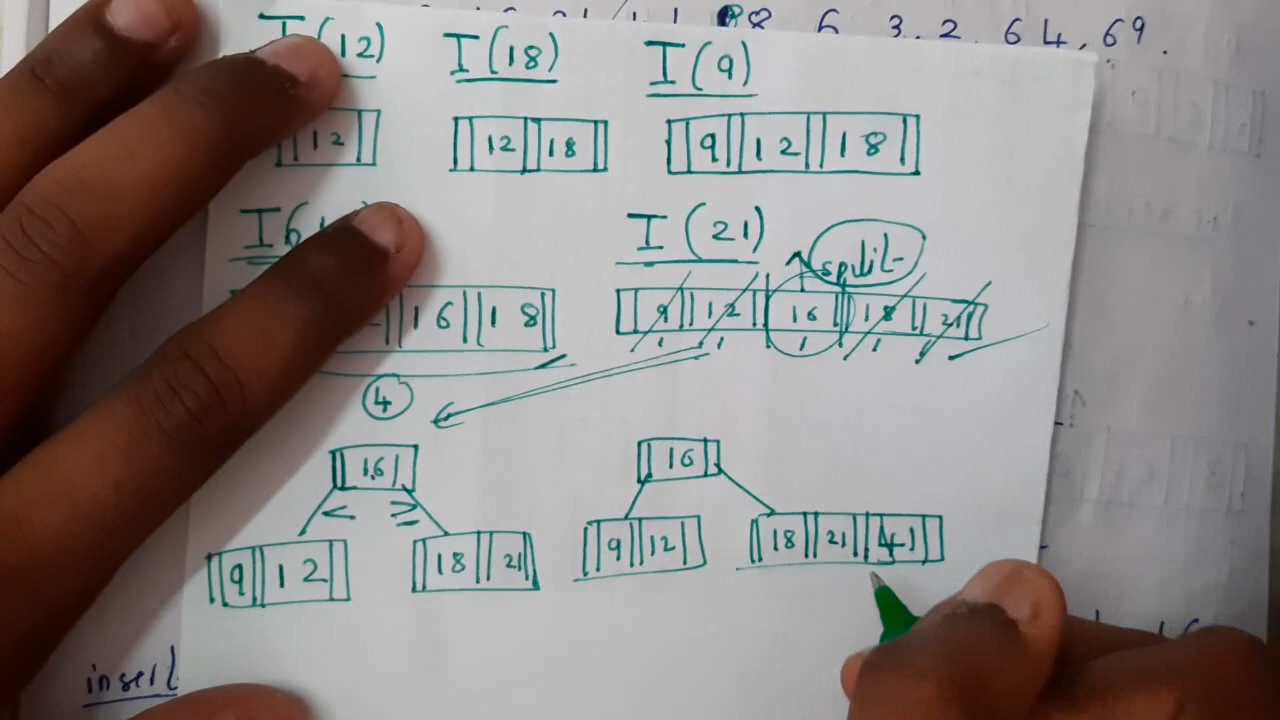 6 3, 2, 64, 69.
I(12) I(18) I(9)
12 12 18 9 12 18
I(21)
split
16 18 9 12 16 18 21
4
16 16
< ≥
9 12 18 21 9 12 18 21 41
insert